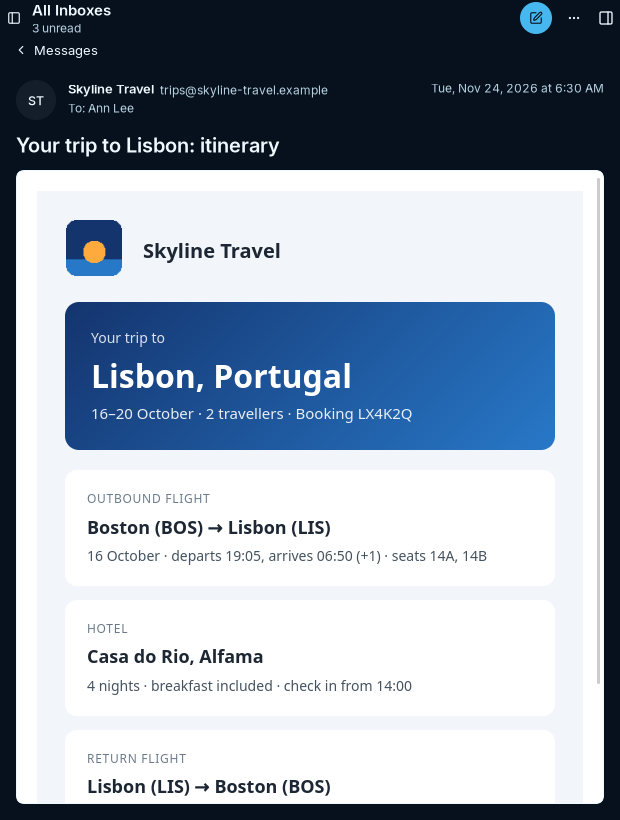 All Inboxes
3 unread
Messages
ST
Skyline Travel trips@skyline-travel.example
Tue, Nov 24, 2026 at 6:30 AM
To: Ann Lee
Your trip to Lisbon: itinerary
Skyline Travel
Your trip to
Lisbon, Portugal
16–20 October · 2 travellers · Booking LX4K2Q
OUTBOUND FLIGHT
Boston (BOS) → Lisbon (LIS)
16 October · departs 19:05, arrives 06:50 (+1) · seats 14A, 14B
HOTEL
Casa do Rio, Alfama
4 nights · breakfast included · check in from 14:00
RETURN FLIGHT
Lisbon (LIS) → Boston (BOS)